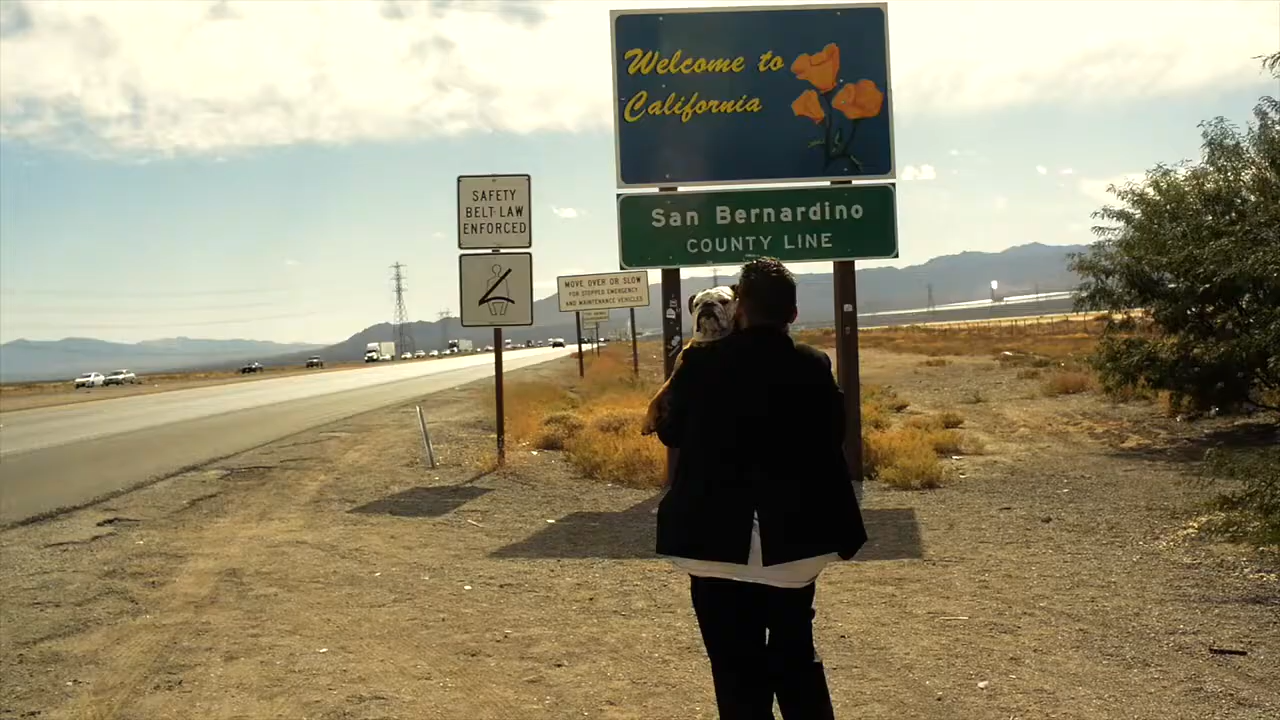 Welcome to
California
San Bernardino
COUNTY LINE
SAFETY
BELT LAW
ENFORCED
MOVE OVER OR SLOW
FOR STOPPED EMERGENCY
AND MAINTENANCE VEHICLES